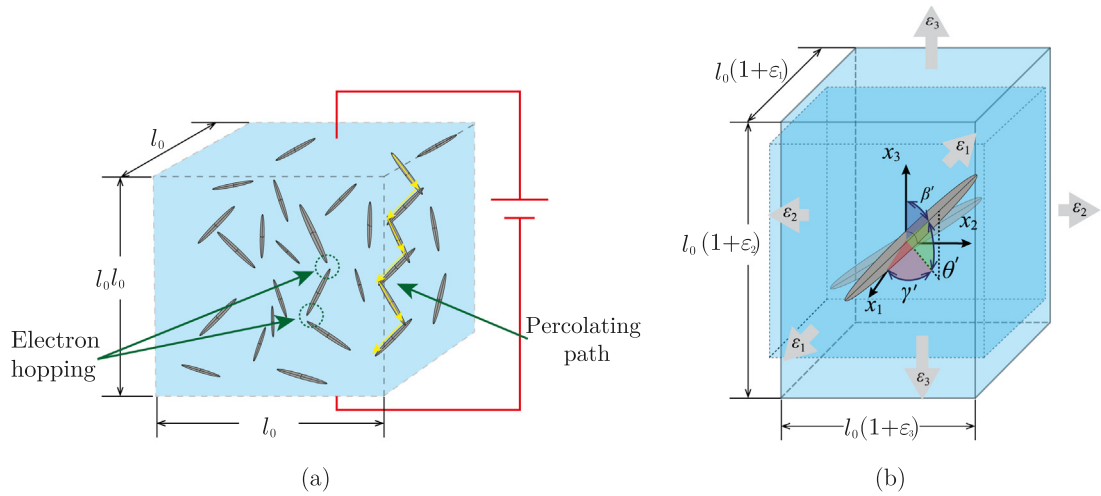 l₀
l₀l₀
l₀
Electron
hopping
Percolating
path
(a)
l₀(1+ε₁)
l₀(1+ε₂)
l₀(1+ε₃)
ε₃
ε₁
ε₂
ε₂
ε₁
ε₃
x₃
β′
x₂
θ′
γ′
x₁
(b)